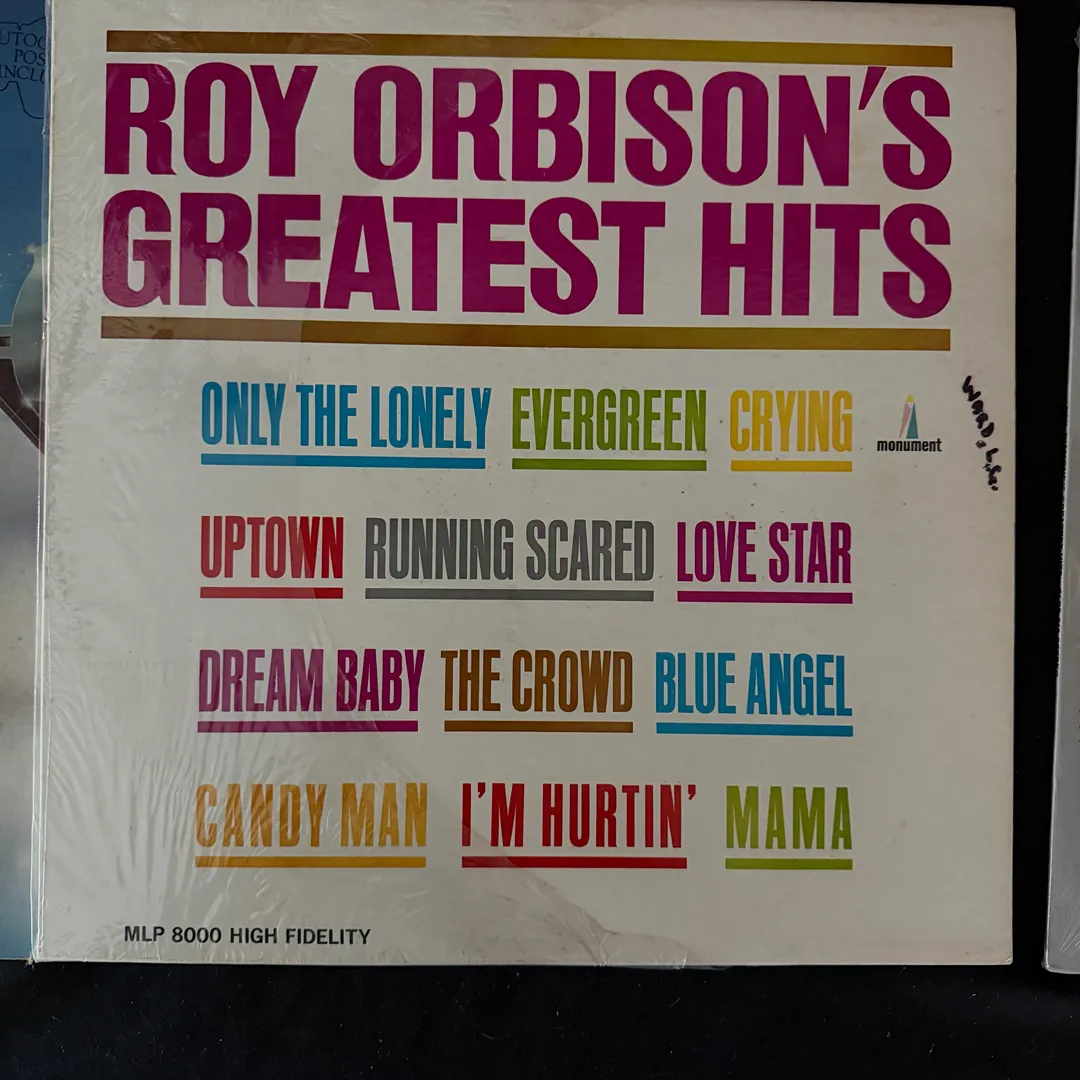 ROY ORBISON'S
GREATEST HITS
ONLY THE LONELY EVERGREEN CRYING
monument
UPTOWN RUNNING SCARED LOVE STAR
DREAM BABY THE CROWD BLUE ANGEL
CANDY MAN I'M HURTIN' MAMA
MLP 8000 HIGH FIDELITY